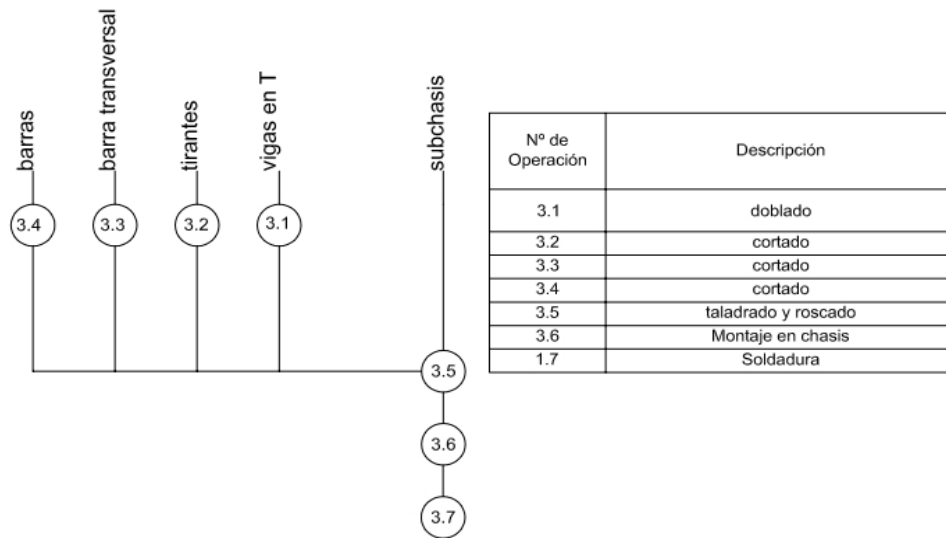 barras
barra transversal
tirantes
vigas en T
subchasis
3.4
3.3
3.2
3.1
3.5
3.6
3.7
Nº de
Operación
Descripción
3.1 doblado
3.2 cortado
3.3 cortado
3.4 cortado
3.5 taladrado y roscado
3.6 Montaje en chasis
1.7 Soldadura